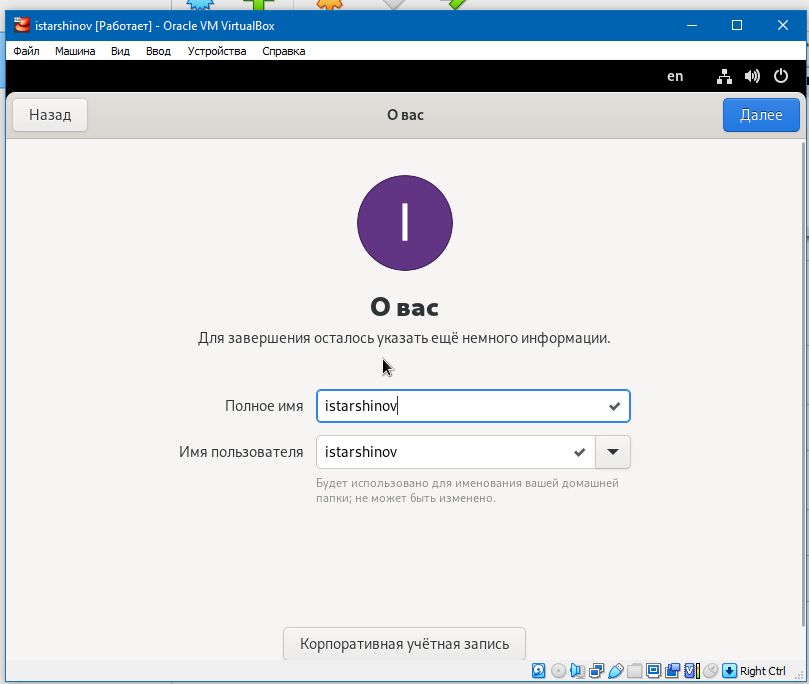 istarshinov [Работает] - Oracle VM VirtualBox
Файл Машина Вид Ввод Устройства Справка
en
Назад О вас Далее
I
О вас
Для завершения осталось указать ещё немного информации.
Полное имя istarshinov
Имя пользователя istarshinov
Будет использовано для именования вашей домашней
папки; не может быть изменено.
Корпоративная учётная запись
Right Ctrl